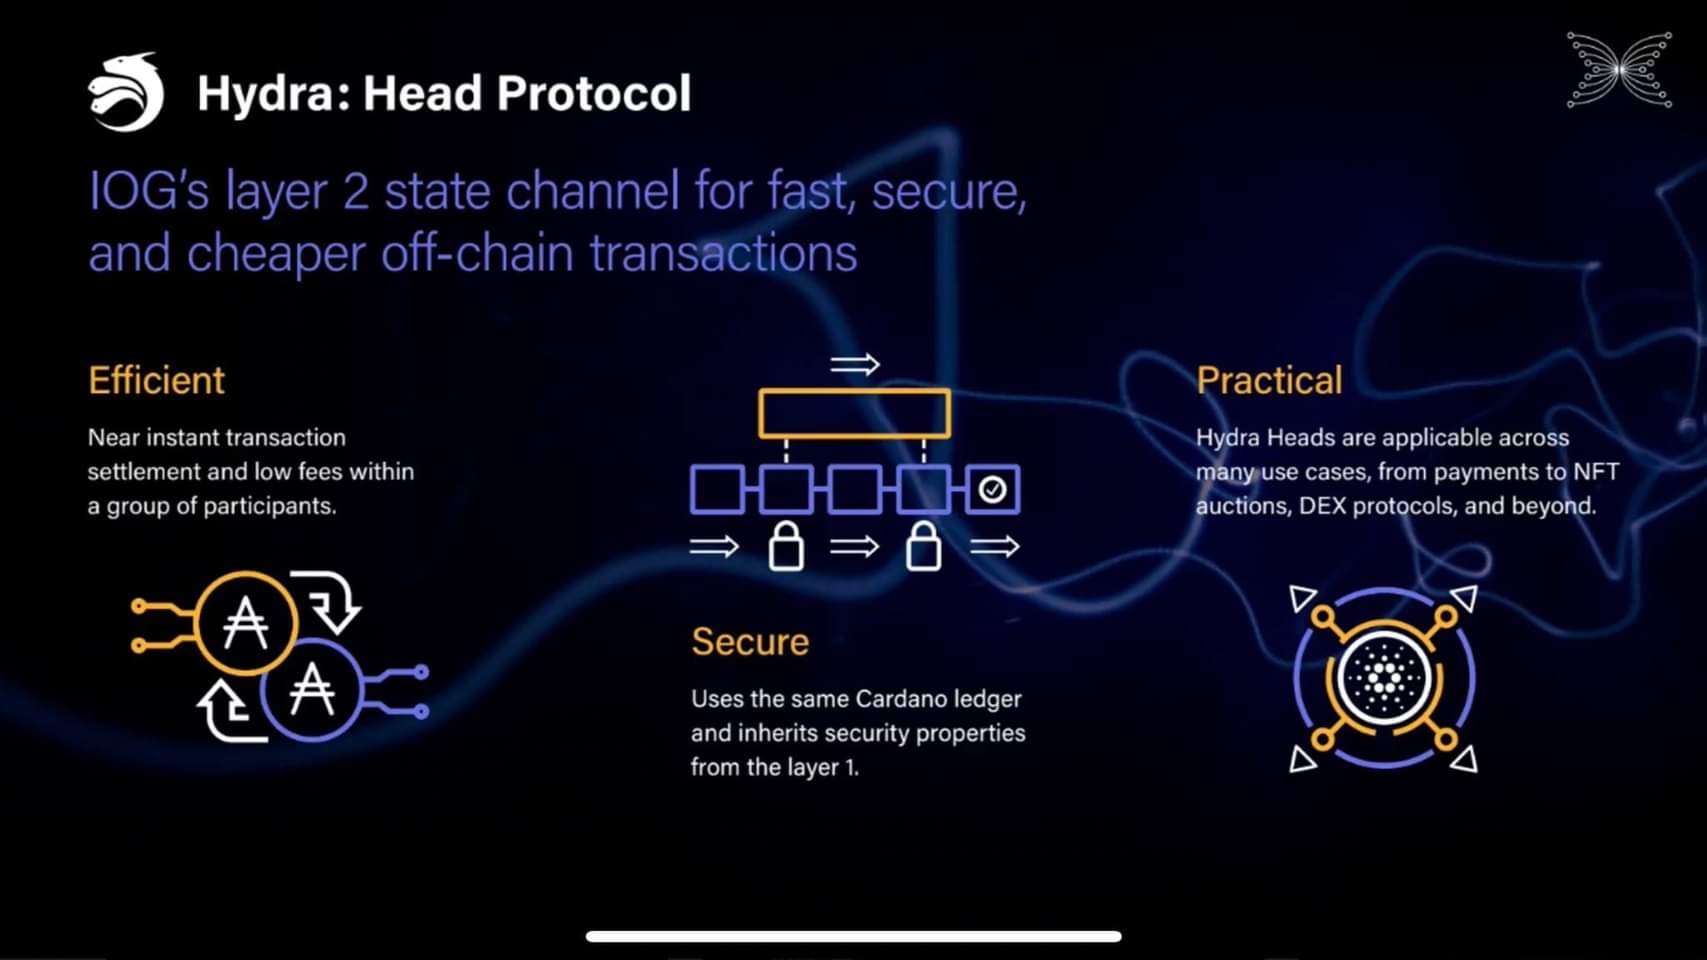 Hydra: Head Protocol
IOG's layer 2 state channel for fast, secure,
and cheaper off-chain transactions
Efficient
Near instant transaction
settlement and low fees within
a group of participants.
Secure
Uses the same Cardano ledger
and inherits security properties
from the layer 1.
Practical
Hydra Heads are applicable across
many use cases, from payments to NFT
auctions, DEX protocols, and beyond.